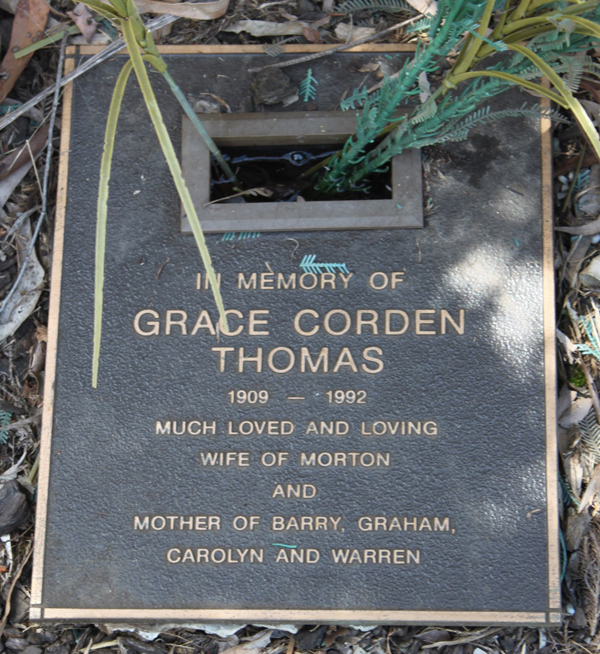 IN MEMORY OF
GRACE CORDEN
THOMAS
1909 — 1992
MUCH LOVED AND LOVING
WIFE OF MORTON
AND
MOTHER OF BARRY, GRAHAM,
CAROLYN AND WARREN